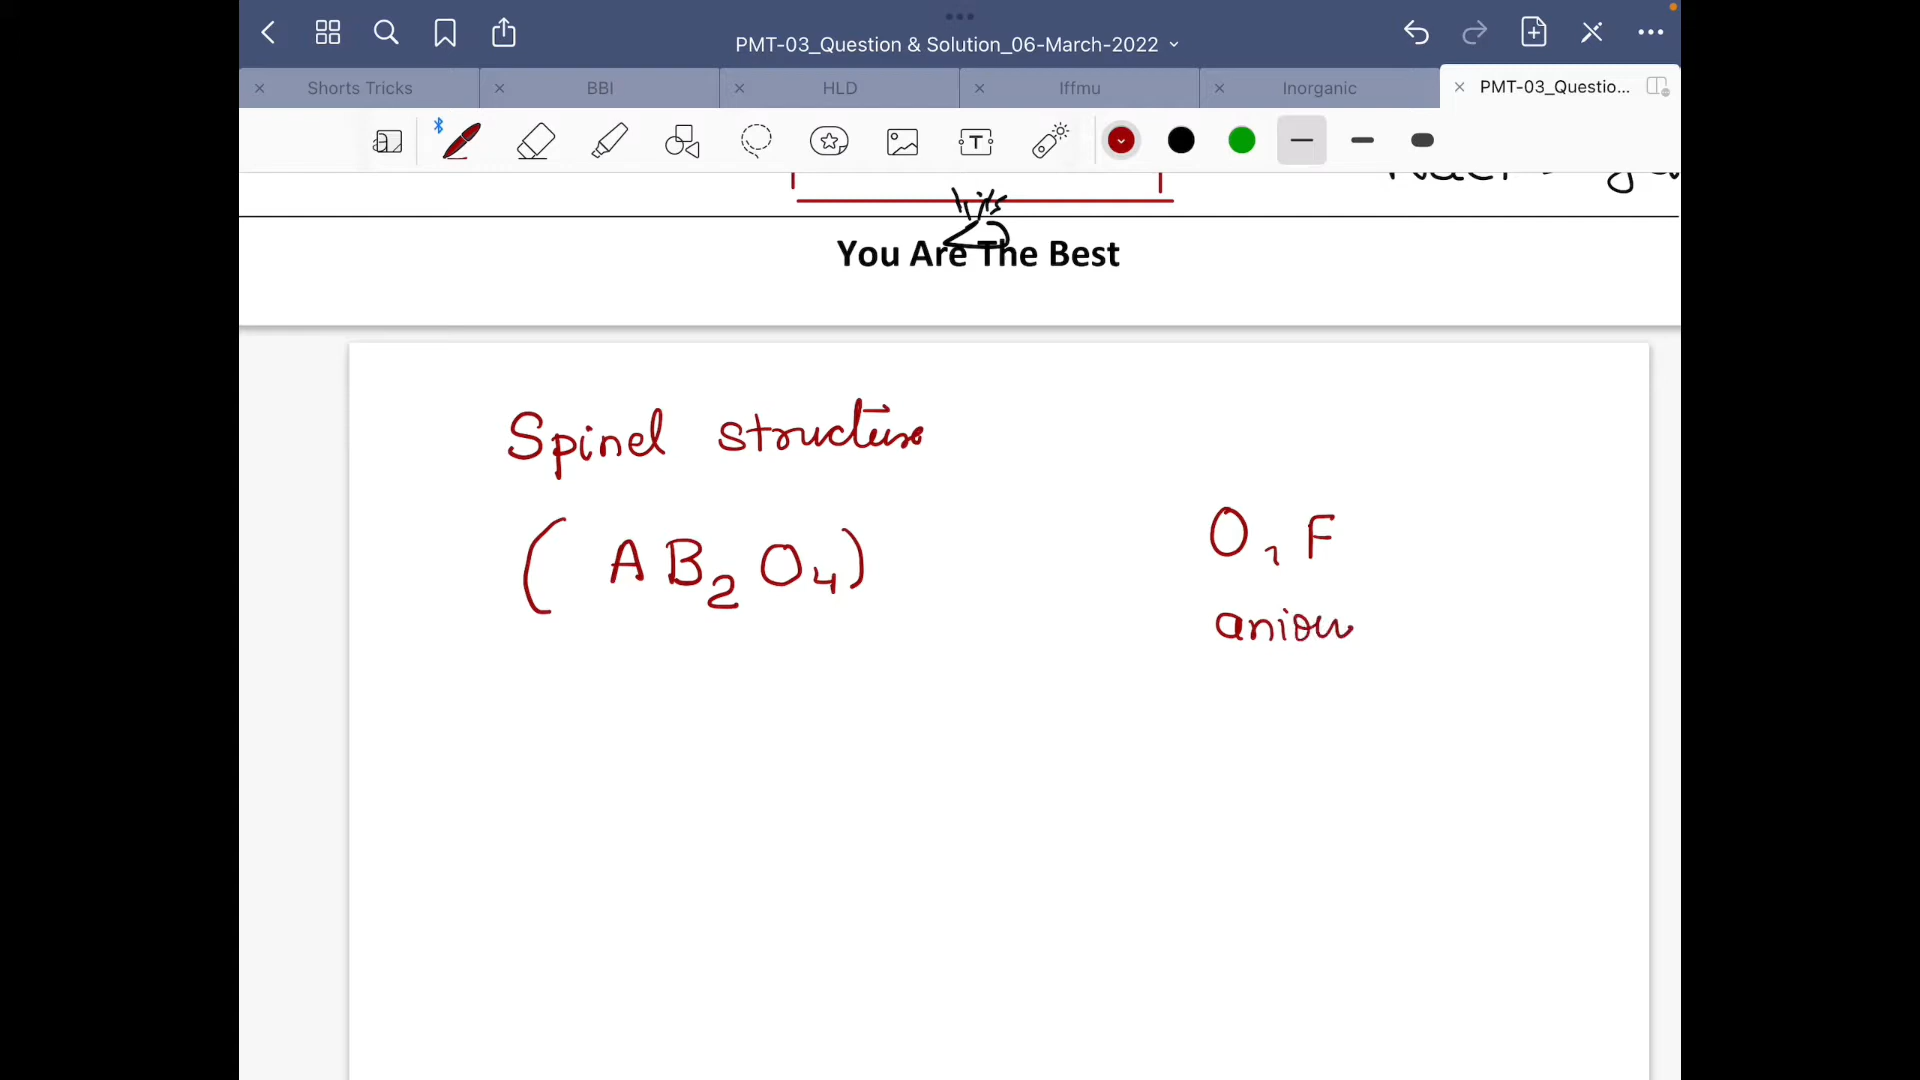 PMT-03_Question & Solution_06-March-2022
Shorts Tricks
BBI
HLD
Iffmu
Inorganic
PMT-03_Questio...
You Are The Best
Spinel structure
(AB₂O₄)
O, F
anion